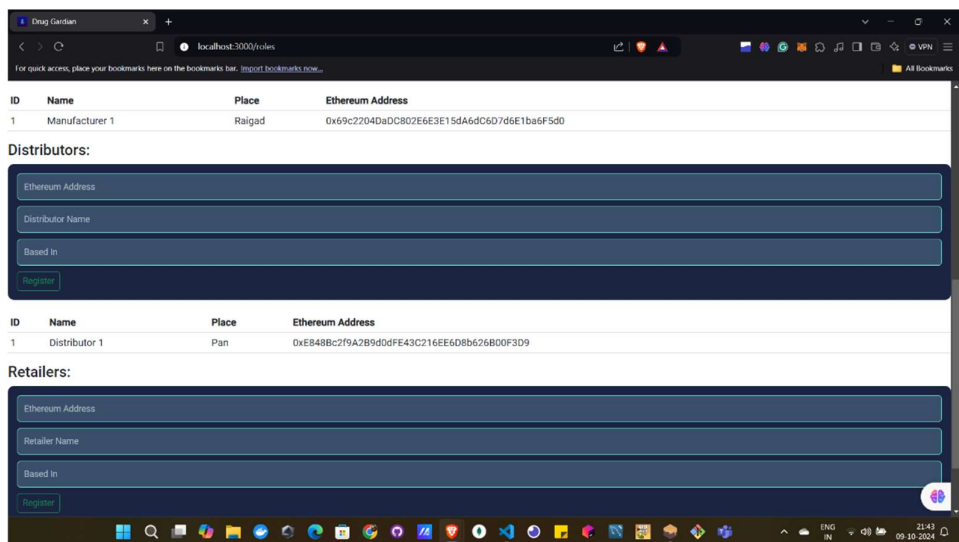 Drug Gardian
localhost:3000/roles
VPN
For quick access, place your bookmarks here on the bookmarks bar. Import bookmarks now...
All Bookmarks
ID Name Place Ethereum Address
1 Manufacturer 1 Raigad 0x69c2204DaDC802E6E3E15dA6dC6D7d6E1ba6F5d0
Distributors:
Ethereum Address
Distributor Name
Based In
Register
ID Name Place Ethereum Address
1 Distributor 1 Pan 0xE848Bc2f9A2B9d0dFE43C216EE6D8b626B00F3D9
Retailers:
Ethereum Address
Retailer Name
Based In
Register
ENG
IN
21:43
09-10-2024